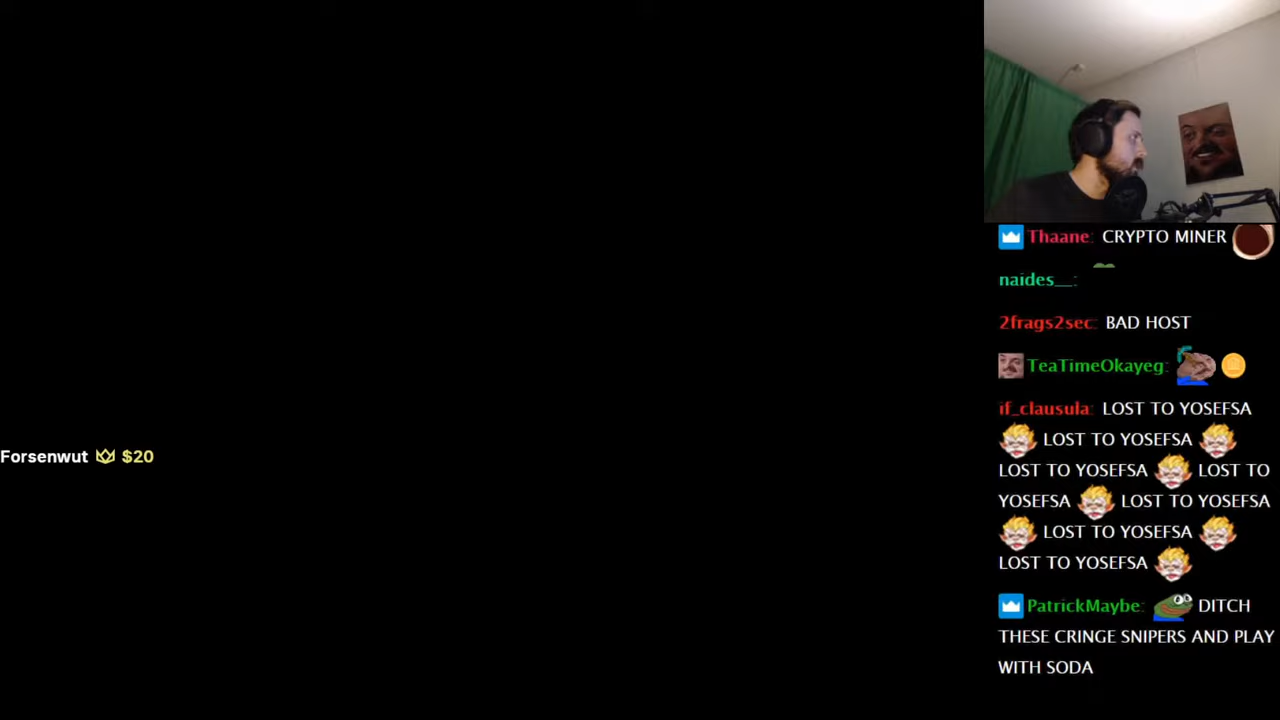 Thaane: CRYPTO MINER
naides__:
2frags2sec: BAD HOST
TeaTimeOkayeg:
if_clausula: LOST TO YOSEFSA
LOST TO YOSEFSA
LOST TO YOSEFSA LOST TO
YOSEFSA LOST TO YOSEFSA
LOST TO YOSEFSA
LOST TO YOSEFSA
Forsenwut $20
PatrickMaybe: DITCH
THESE CRINGE SNIPERS AND PLAY
WITH SODA